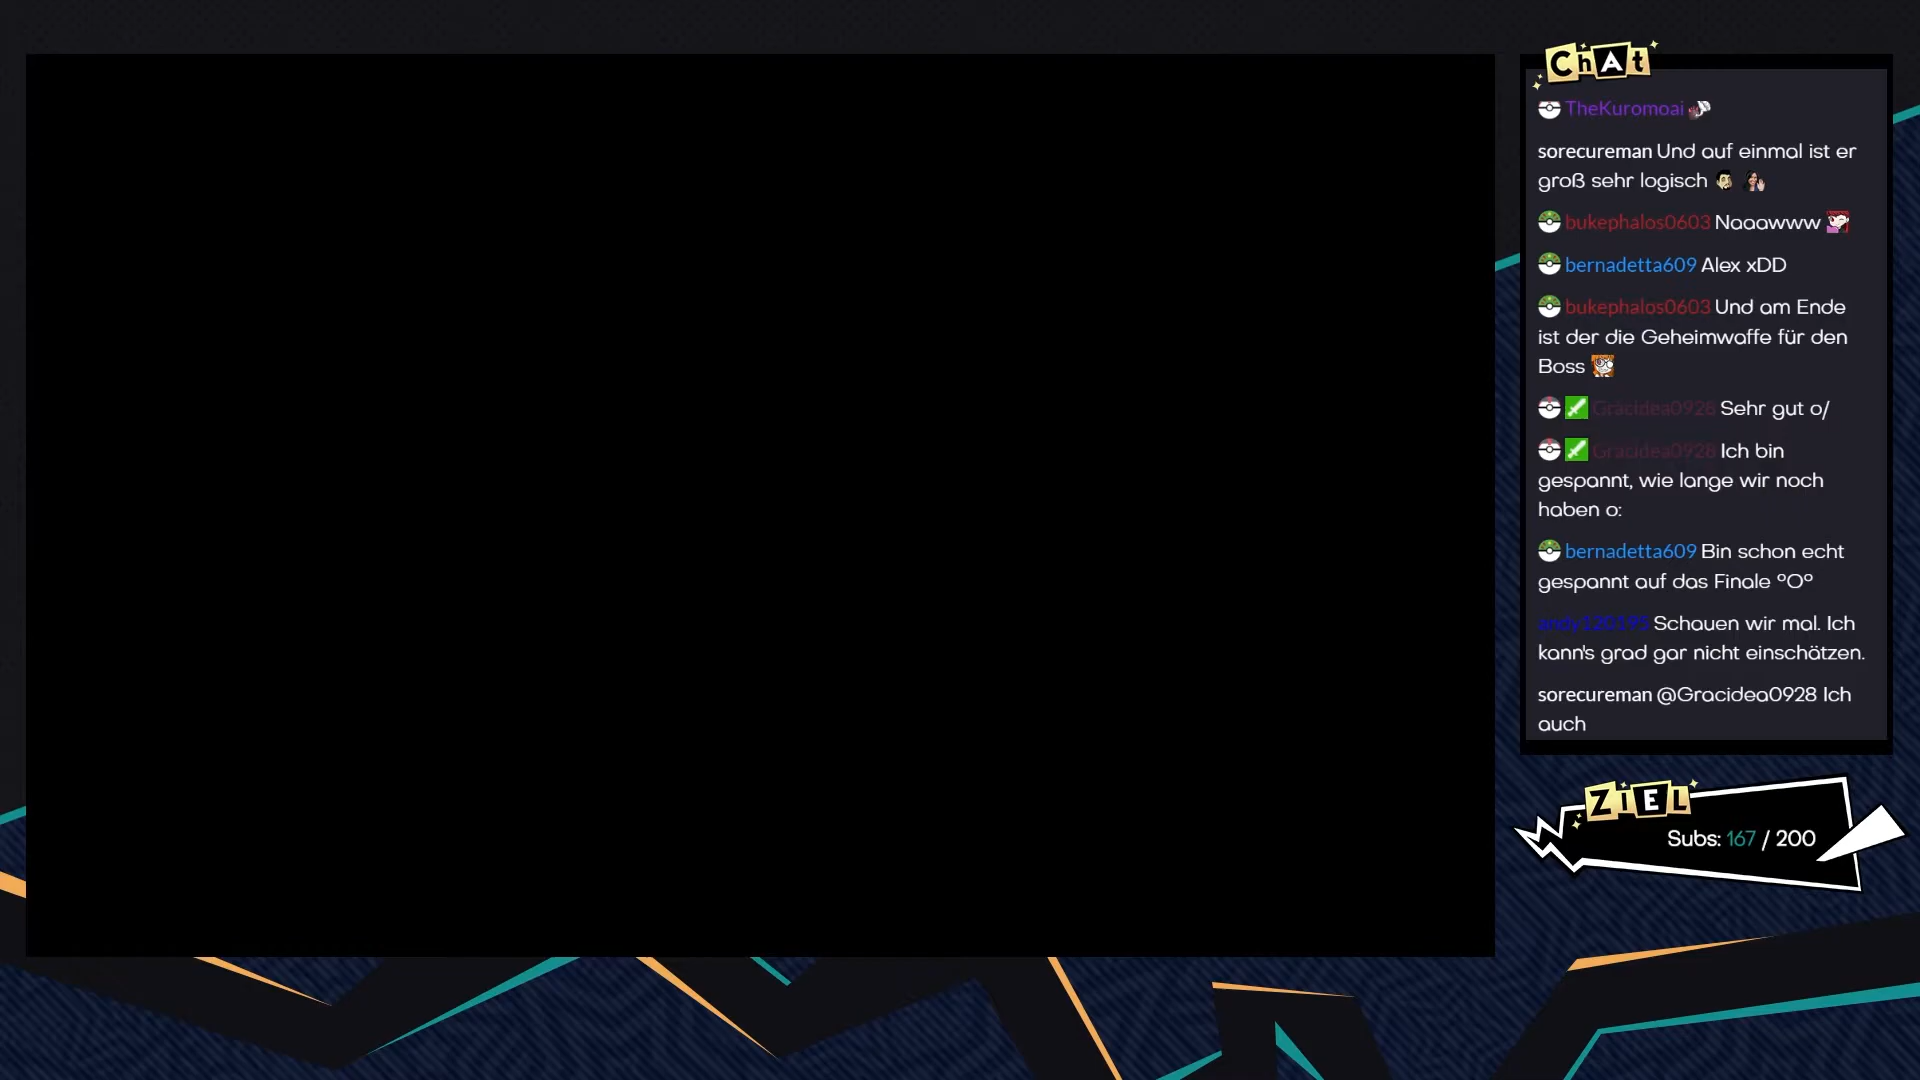 ChAt
TheKuromoai
sorecureman Und auf einmal ist er
groß sehr logisch
bukephalos0603 Naaawww
bernadetta609 Alex xDD
bukephalos0603 Und am Ende
ist der die Geheimwaffe für den
Boss
Gracidea0928 Sehr gut o/
Gracidea0928 Ich bin
gespannt, wie lange wir noch
haben o:
bernadetta609 Bin schon echt
gespannt auf das Finale °O°
andy120195 Schauen wir mal. Ich
kann's grad gar nicht einschätzen.
sorecureman @Gracidea0928 Ich
auch
ZiEL
Subs: 167 / 200